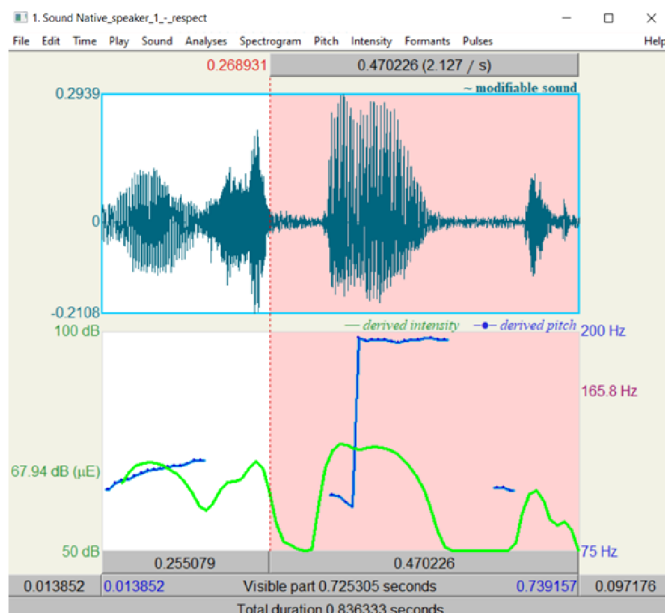 1. Sound Native_speaker_1_-_respect
File Edit Time Play Sound Analyses Spectrogram Pitch Intensity Formants Pulses Help
0.268931 0.470226 (2.127 / s)
~ modifiable sound
0.2939
0
-0.2108
derived intensity derived pitch
100 dB 200 Hz
165.8 Hz
67.94 dB (µE)
50 dB 75 Hz
0.255079 0.470226
0.013852 0.013852 Visible part 0.725305 seconds 0.739157 0.097176
Total duration 0.836333 seconds